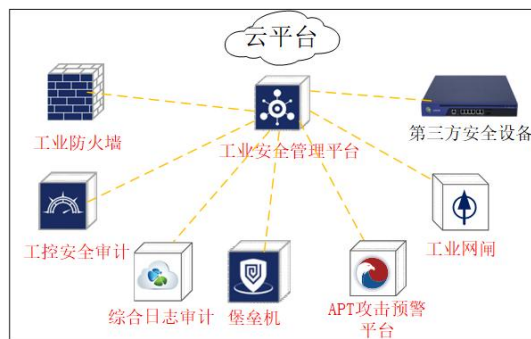 云平台
工业防火墙
工业安全管理平台
第三方安全设备
工控安全审计
工业网闸
综合日志审计
堡垒机
APT攻击预警
平台